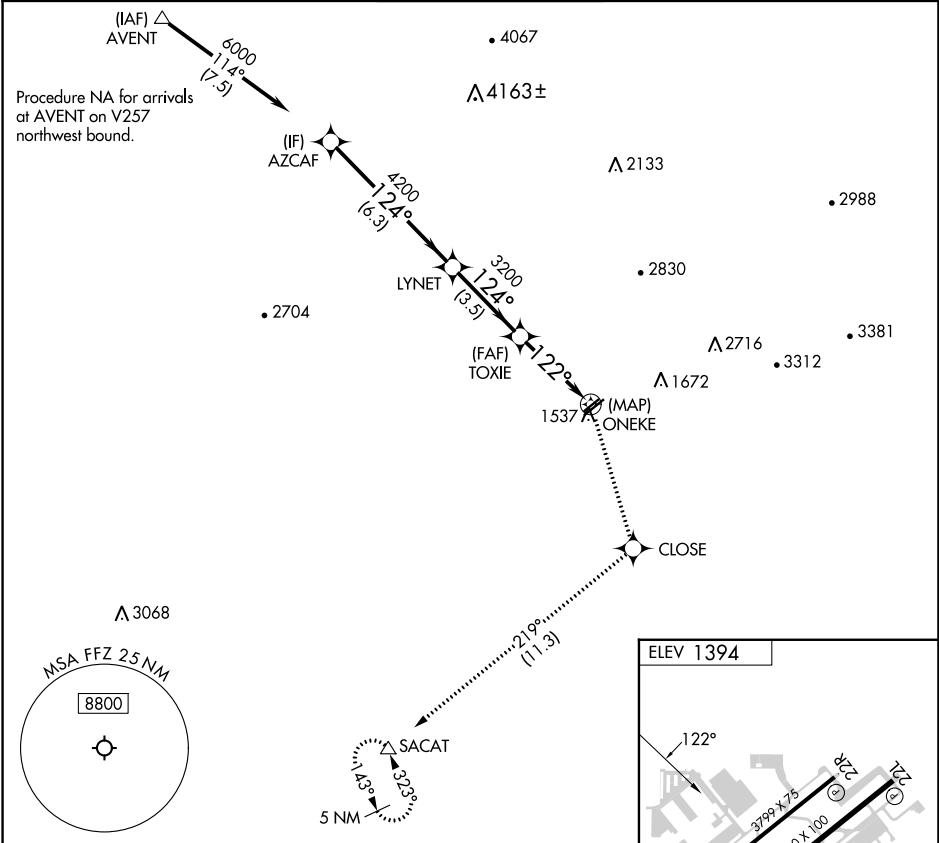 (IAF)
AVENT
6000
114°
(7.5)
4067
4163±
Procedure NA for arrivals
at AVENT on V257
northwest bound.
(IF)
AZCAF
2133
4200
124°
(6.3)
2988
LYNET
3200
124°
(3.5)
2830
2704
(FAF)
TOXIE
122°
2716
3381
3312
1672
1537
(MAP)
ONEKE
CLOSE
3068
219°
(11.3)
MSA FFZ 25 NM
8800
SACAT
143°
323°
5 NM
ELEV 1394
122°
22R
22L
P
P
3799 X 75
0 X 100